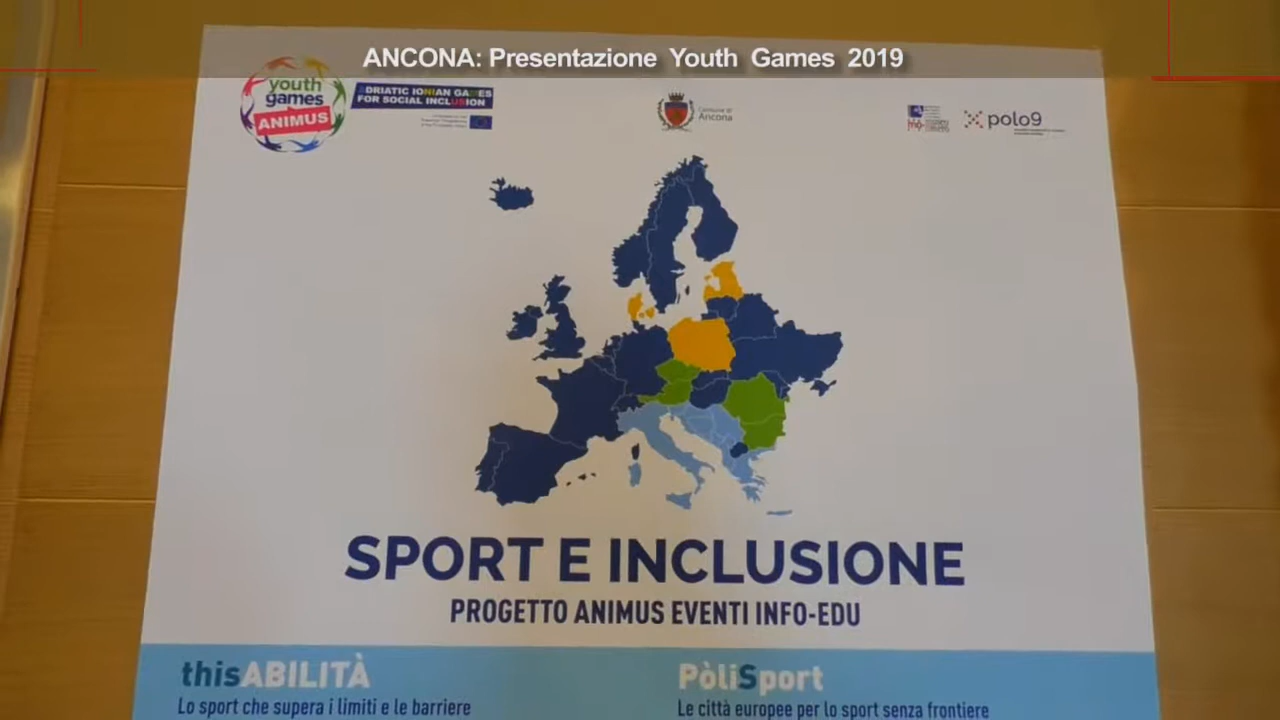 ANCONA: Presentazione Youth Games 2019
youth
games
ANIMUS
ADRIATIC IONIAN GAMES
FOR SOCIAL INCLUSION
Comune di
Ancona
polo9
SPORT E INCLUSIONE
PROGETTO ANIMUS EVENTI INFO-EDU
thisABILITÀ
Lo sport che supera i limiti e le barriere
PòliSport
Le città europee per lo sport senza frontiere